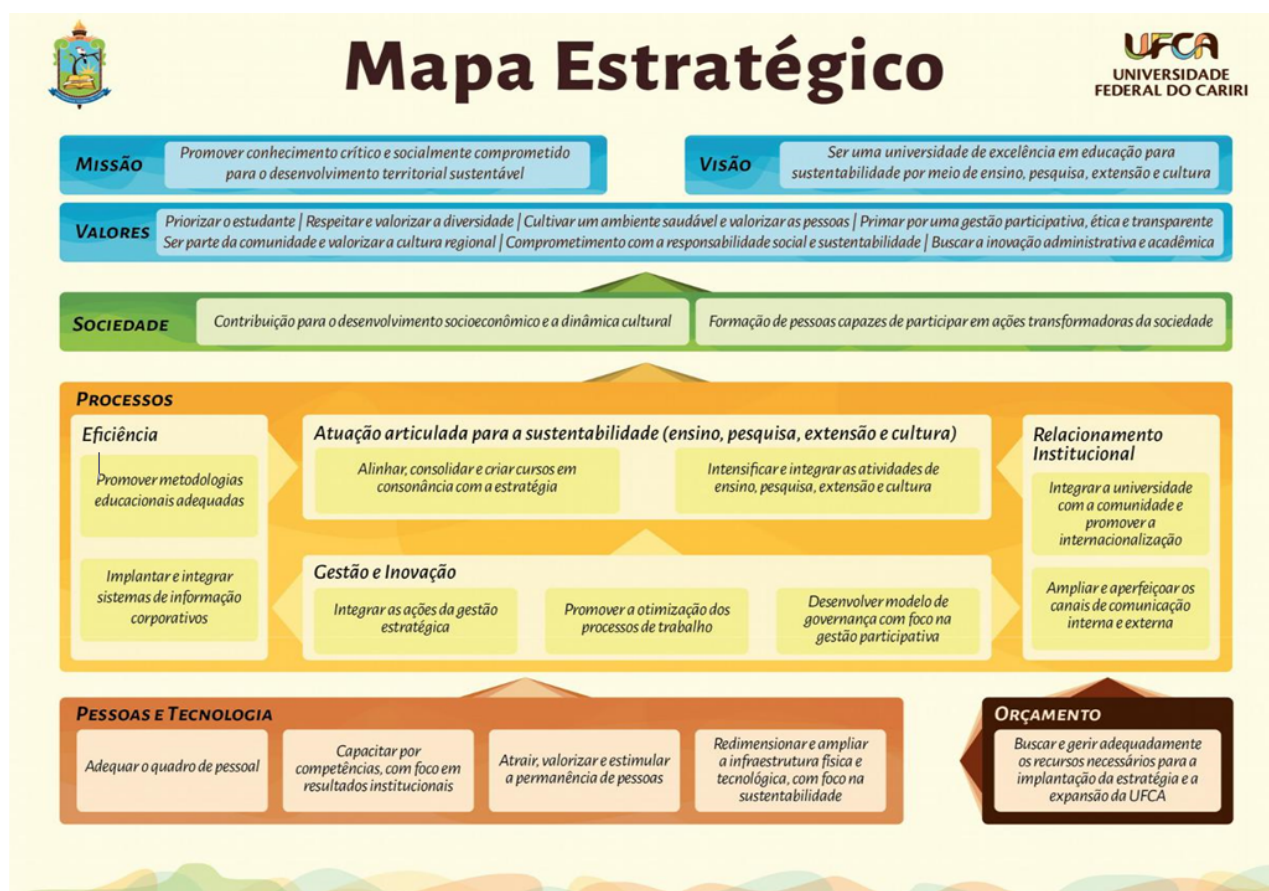 Mapa Estratégico
UFCA
UNIVERSIDADE
FEDERAL DO CARIRI
MISSÃO
Promover conhecimento crítico e socialmente comprometido
para o desenvolvimento territorial sustentável
VISÃO
Ser uma universidade de excelência em educação para
sustentabilidade por meio de ensino, pesquisa, extensão e cultura
VALORES
Priorizar o estudante | Respeitar e valorizar a diversidade | Cultivar um ambiente saudável e valorizar as pessoas | Primar por uma gestão participativa, ética e transparente
Ser parte da comunidade e valorizar a cultura regional | Comprometimento com a responsabilidade social e sustentabilidade | Buscar a inovação administrativa e acadêmica
SOCIEDADE
Contribuição para o desenvolvimento socioeconômico e a dinâmica cultural
Formação de pessoas capazes de participar em ações transformadoras da sociedade
PROCESSOS
Eficiência
Promover metodologias
educacionais adequadas
Implantar e integrar
sistemas de informação
corporativos
Atuação articulada para a sustentabilidade (ensino, pesquisa, extensão e cultura)
Alinhar, consolidar e criar cursos em
consonância com a estratégia
Intensificar e integrar as atividades de
ensino, pesquisa, extensão e cultura
Gestão e Inovação
Integrar as ações da gestão
estratégica
Promover a otimização dos
processos de trabalho
Desenvolver modelo de
governança com foco na
gestão participativa
Relacionamento
Institucional
Integrar a universidade
com a comunidade e
promover a
internacionalização
Ampliar e aperfeiçoar os
canais de comunicação
interna e externa
PESSOAS E TECNOLOGIA
Adequar o quadro de pessoal
Capacitar por
competências, com foco em
resultados institucionais
Atrair, valorizar e estimular
a permanência de pessoas
Redimensionar e ampliar
a infraestrutura física e
tecnológica, com foco na
sustentabilidade
ORÇAMENTO
Buscar e gerir adequadamente
os recursos necessários para a
implantação da estratégia e a
expansão da UFCA